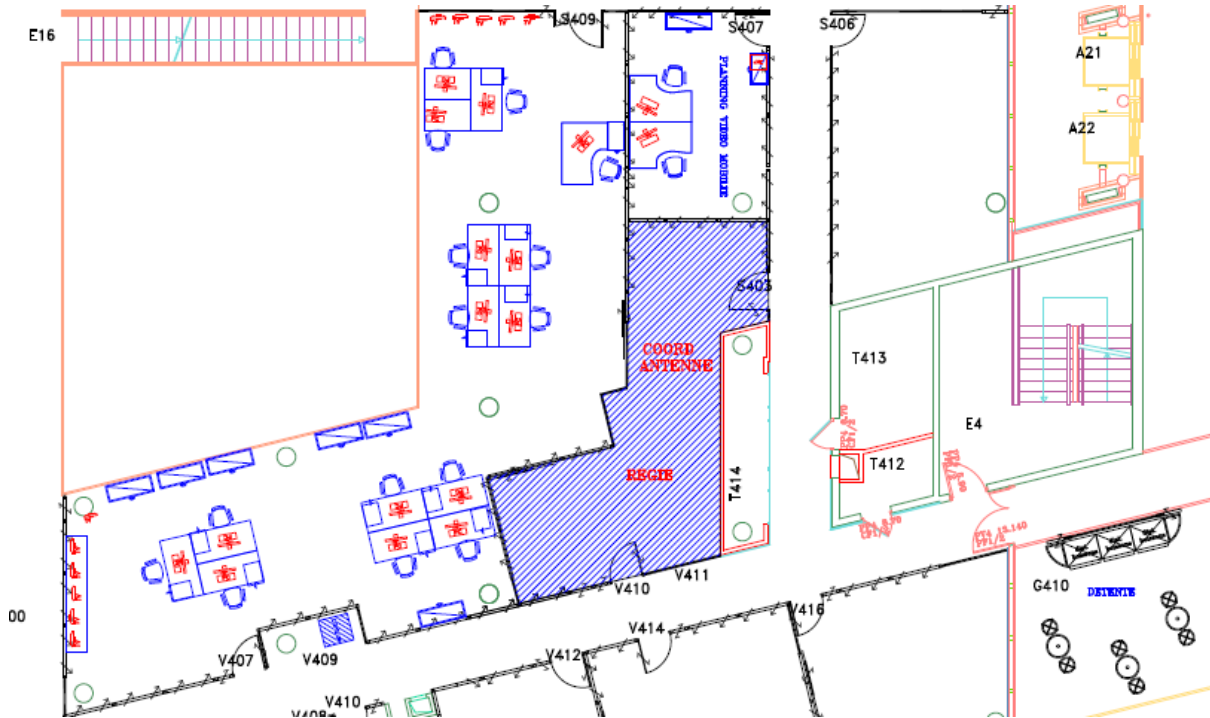 E16
S409
S407
S406
A21
A22
PLANNING VIDEO MOBILE
S403
COORD
ANTENNE
T413
E4
REGIE
T412
T414
V410
V411
G410
DETENTE
V416
00
V414
V407
V409
V412
V410
V408